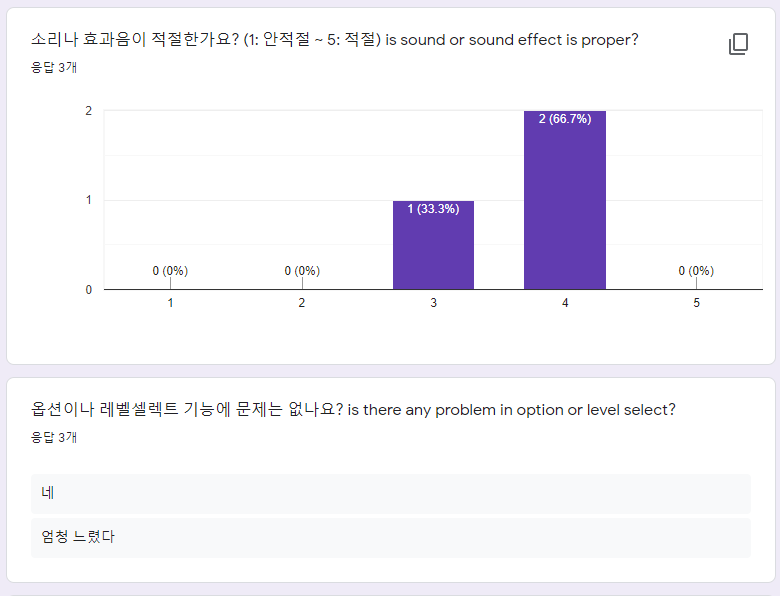 소리나 효과음이 적절한가요? (1: 안적절 ~ 5: 적절) is sound or sound effect is proper?
응답 3개
2
1
0
0 (0%)
0 (0%)
1 (33.3%)
2 (66.7%)
0 (0%)
1
2
3
4
5
옵션이나 레벨셀렉트 기능에 문제는 없나요? is there any problem in option or level select?
응답 3개
네
엄청 느렸다